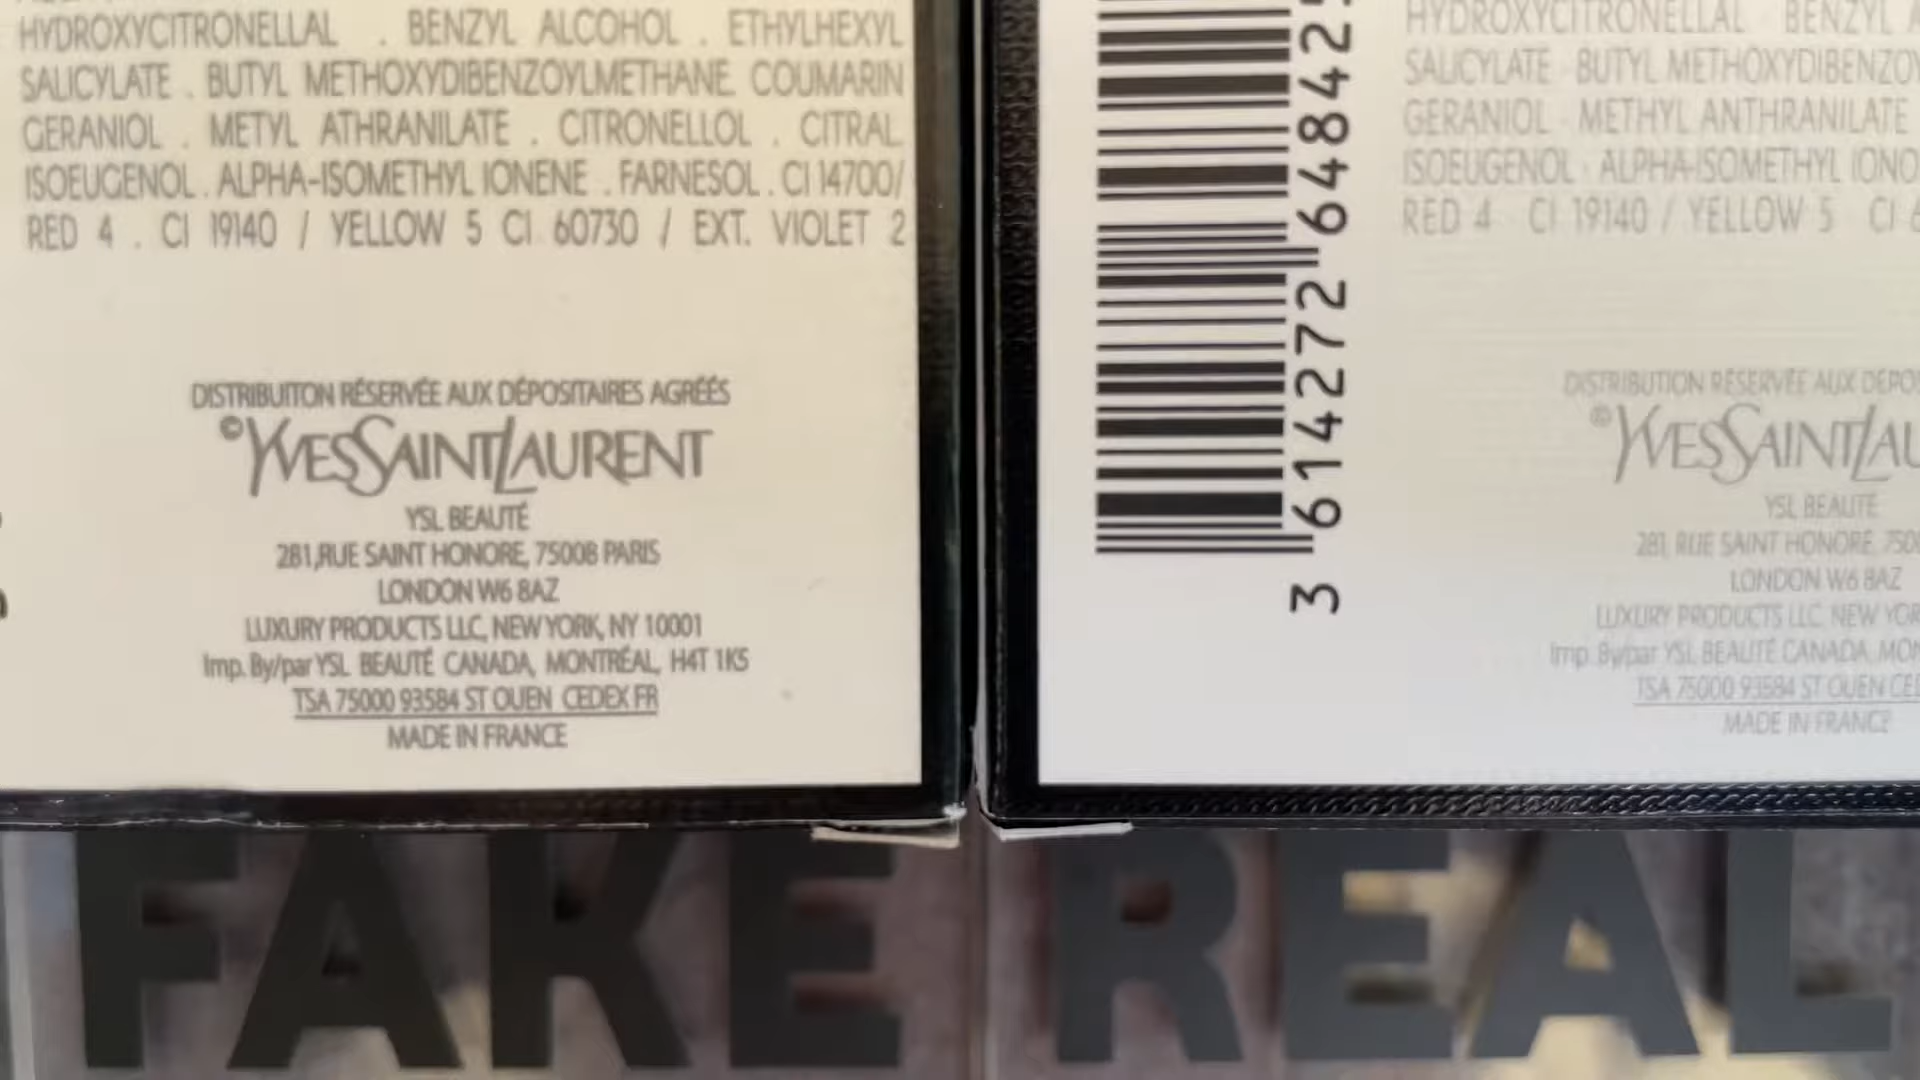 HYDROXYCITRONELLAL . BENZYL ALCOHOL . ETHYLHEXYL
SALICYLATE . BUTYL METHOXYDIBENZOYLMETHANE. COUMARIN
GERANIOL . METYL ATHRANILATE . CITRONELLOL . CITRAL
ISOEUGENOL . ALPHA-ISOMETHYL IONENE . FARNESOL . CI 14700/
RED 4 . CI 19140 / YELLOW 5 CI 60730 / EXT. VIOLET 2
DISTRIBUITON RÉSERVÉE AUX DÉPOSITAIRES AGRÉÉS
©YVESSAINTLAURENT
YSL BEAUTÉ
281,RUE SAINT HONORE, 75008 PARIS
LONDON W6 8AZ
LUXURY PRODUCTS LLC, NEW YORK, NY 10001
Imp. By/par YSL BEAUTÉ CANADA, MONTRÉAL, H4T 1K5
TSA 75000 93584 ST OUEN CEDEX FR
MADE IN FRANCE
3 614272 648425
HYDROXYCITRONELLAL · BENZYL
SALICYLATE · BUTYL METHOXYDIBENZOY
GERANIOL · METHYL ANTHRANILATE
ISOEUGENOL · ALPHA-ISOMETHYL IONO
RED 4 · CI 19140 / YELLOW 5 CI
DISTRIBUTION RÉSERVÉE AUX DÉPO
©YVESSAINTLAU
YSL BEAUTE
281, RUE SAINT HONORÉ, 750
LONDON W6 8AZ
LUXURY PRODUCTS LLC, NEW YOR
Imp. By/par YSL BEAUTÉ CANADA, MO
TSA 75000 93584 ST OUEN CE
MADE IN FRANCE
FAKE REAL